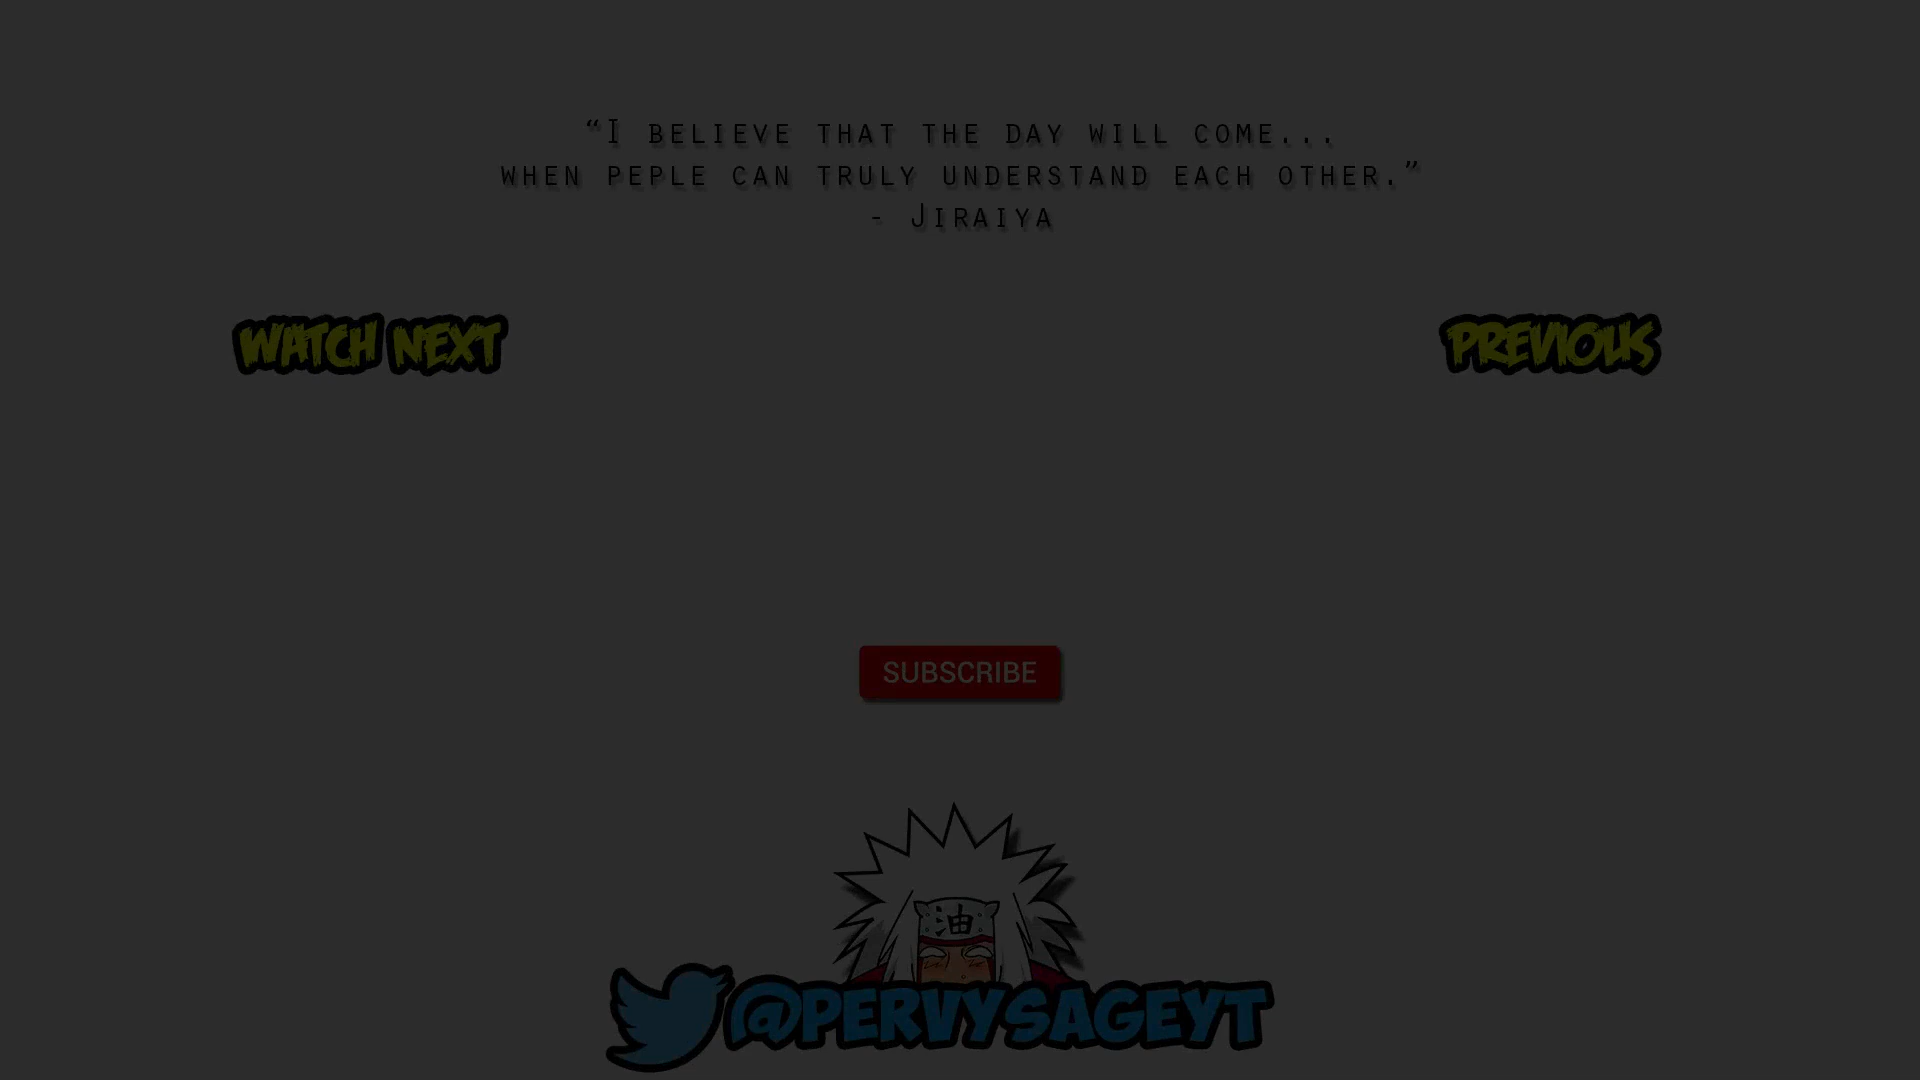 “I BELIEVE THAT THE DAY WILL COME...
WHEN PEPLE CAN TRULY UNDERSTAND EACH OTHER.”
- JIRAIYA
WATCH NEXT
PREVIOUS
SUBSCRIBE
油
@PERVYSAGEYT